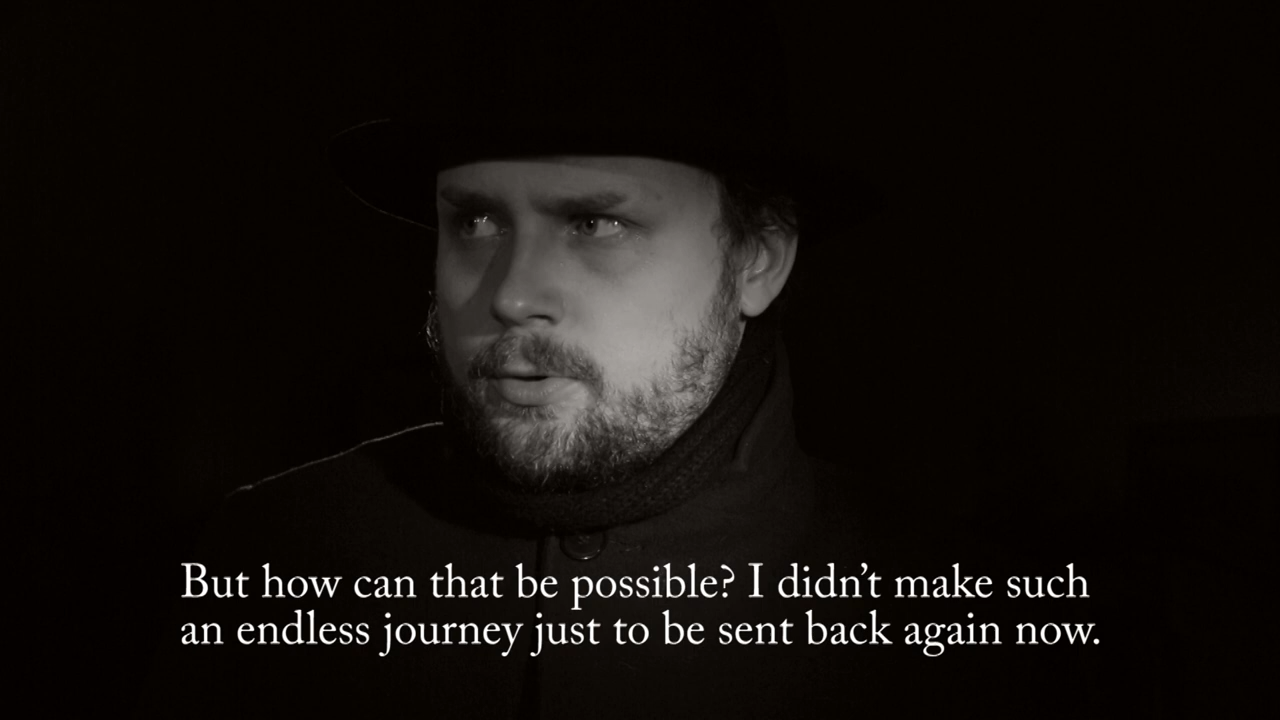 But how can that be possible? I didn’t make such
an endless journey just to be sent back again now.